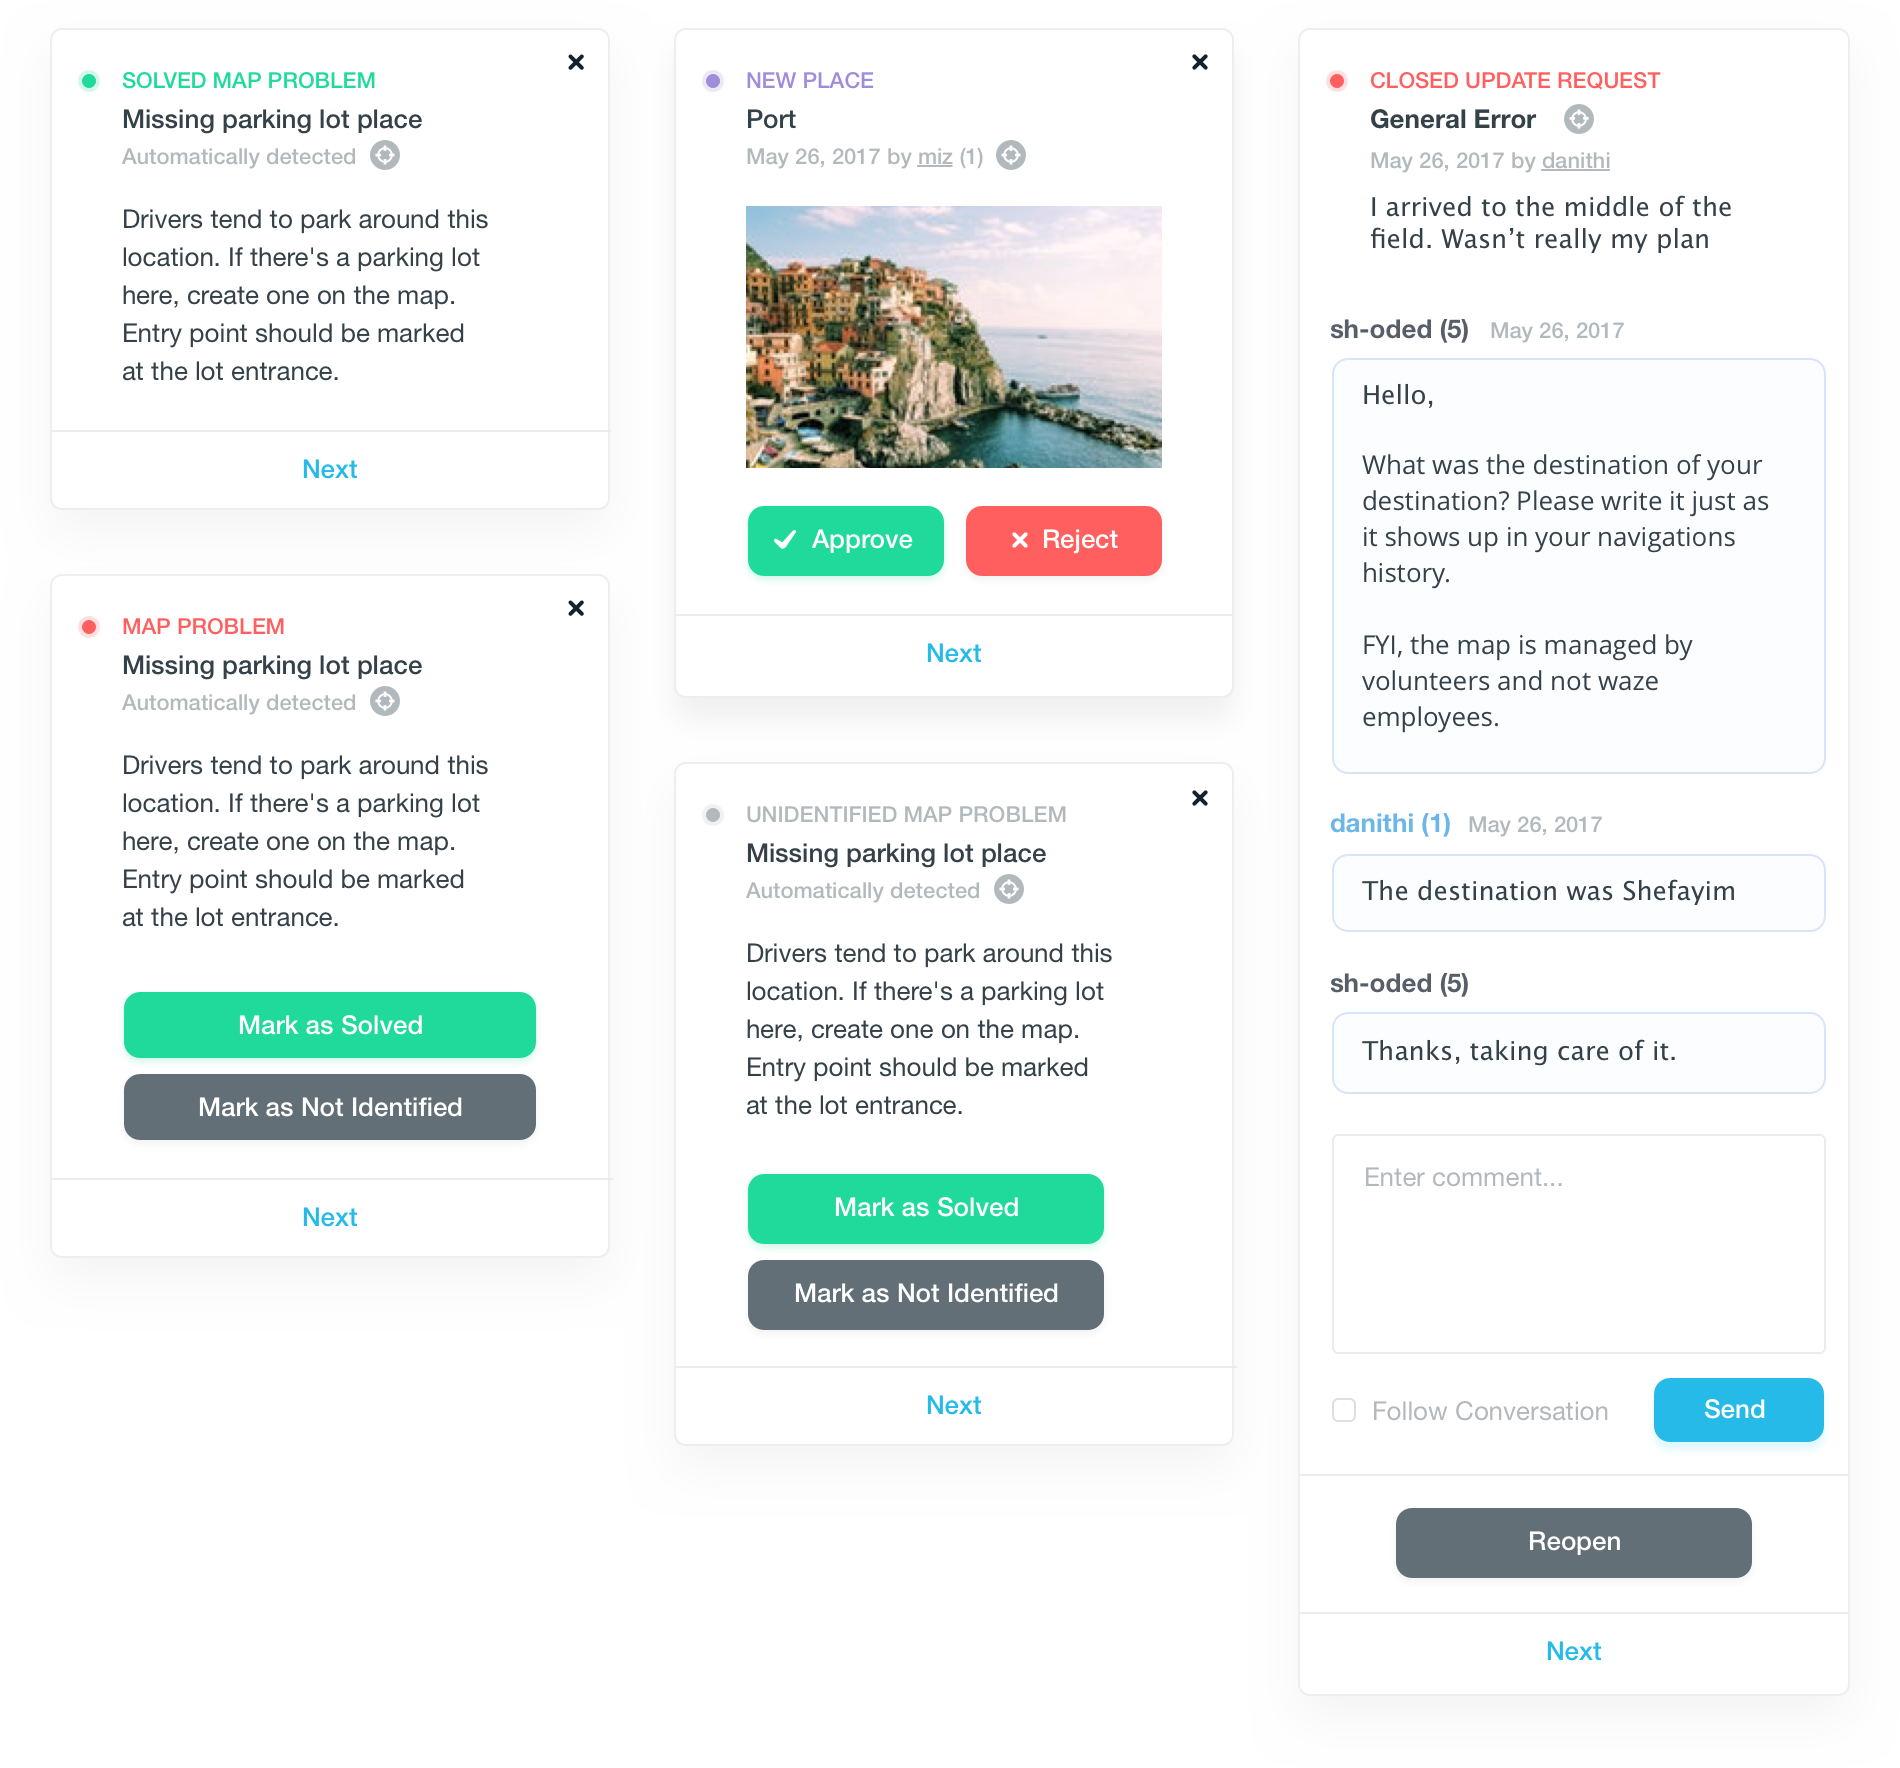 SOLVED MAP PROBLEM
Missing parking lot place
Automatically detected
Drivers tend to park around this
location. If there's a parking lot
here, create one on the map.
Entry point should be marked
at the lot entrance.
Next
MAP PROBLEM
Missing parking lot place
Automatically detected
Drivers tend to park around this
location. If there's a parking lot
here, create one on the map.
Entry point should be marked
at the lot entrance.
Mark as Solved
Mark as Not Identified
Next
NEW PLACE
Port
May 26, 2017 by miz (1)
Approve
Reject
Next
UNIDENTIFIED MAP PROBLEM
Missing parking lot place
Automatically detected
Drivers tend to park around this
location. If there's a parking lot
here, create one on the map.
Entry point should be marked
at the lot entrance.
Mark as Solved
Mark as Not Identified
Next
CLOSED UPDATE REQUEST
General Error
May 26, 2017 by danithi
I arrived to the middle of the
field. Wasn’t really my plan
sh-oded (5) May 26, 2017
Hello,
What was the destination of your
destination? Please write it just as
it shows up in your navigations
history.
FYI, the map is managed by
volunteers and not waze
employees.
danithi (1) May 26, 2017
The destination was Shefayim
sh-oded (5)
Thanks, taking care of it.
Enter comment...
Follow Conversation
Send
Reopen
Next